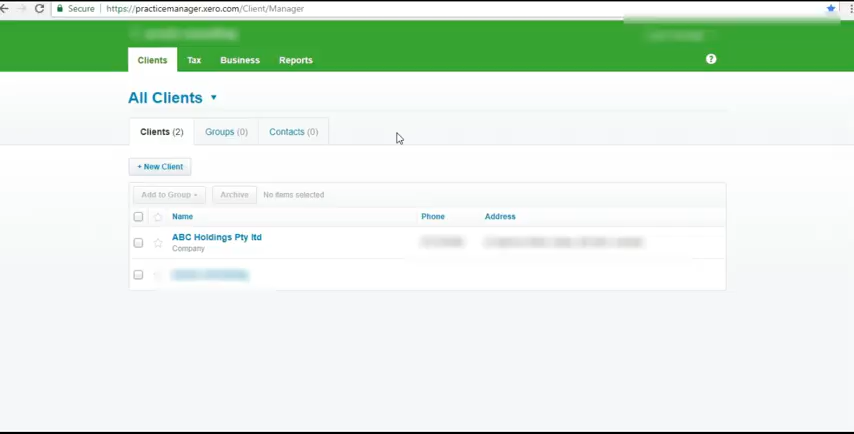 Secure | https://practicemanager.xero.com/Client/Manager
Clients Tax Business Reports ?
All Clients
Clients (2) Groups (0) Contacts (0)
+ New Client
Add to Group Archive No items selected
Name Phone Address
ABC Holdings Pty ltd
Company